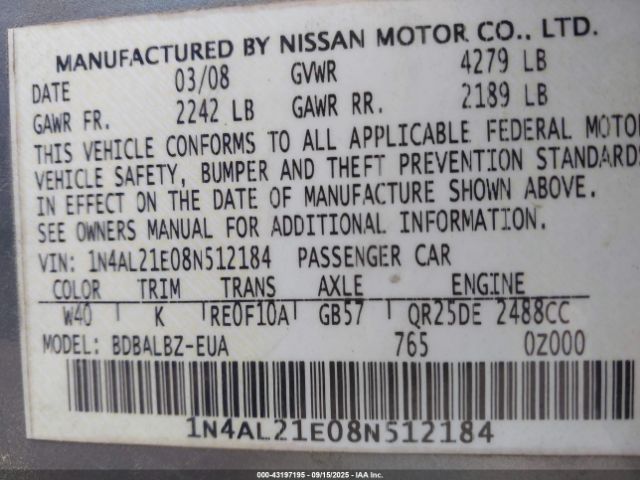 MANUFACTURED BY NISSAN MOTOR CO., LTD.
DATE 03/08 GVWR 4279 LB
GAWR FR. 2242 LB GAWR RR. 2189 LB
THIS VEHICLE CONFORMS TO ALL APPLICABLE FEDERAL MOTO
VEHICLE SAFETY, BUMPER AND THEFT PREVENTION STANDARDS
IN EFFECT ON THE DATE OF MANUFACTURE SHOWN ABOVE.
SEE OWNERS MANUAL FOR ADDITIONAL INFORMATION.
VIN: 1N4AL21E08N512184 PASSENGER CAR
COLOR TRIM TRANS AXLE ENGINE
W40 K RE0F10A GB57 QR25DE 2488CC
MODEL: BDBALBZ-EUA 765 0Z000
1N4AL21E08N512184
000-43197195 - 09/15/2025 - IAA Inc.